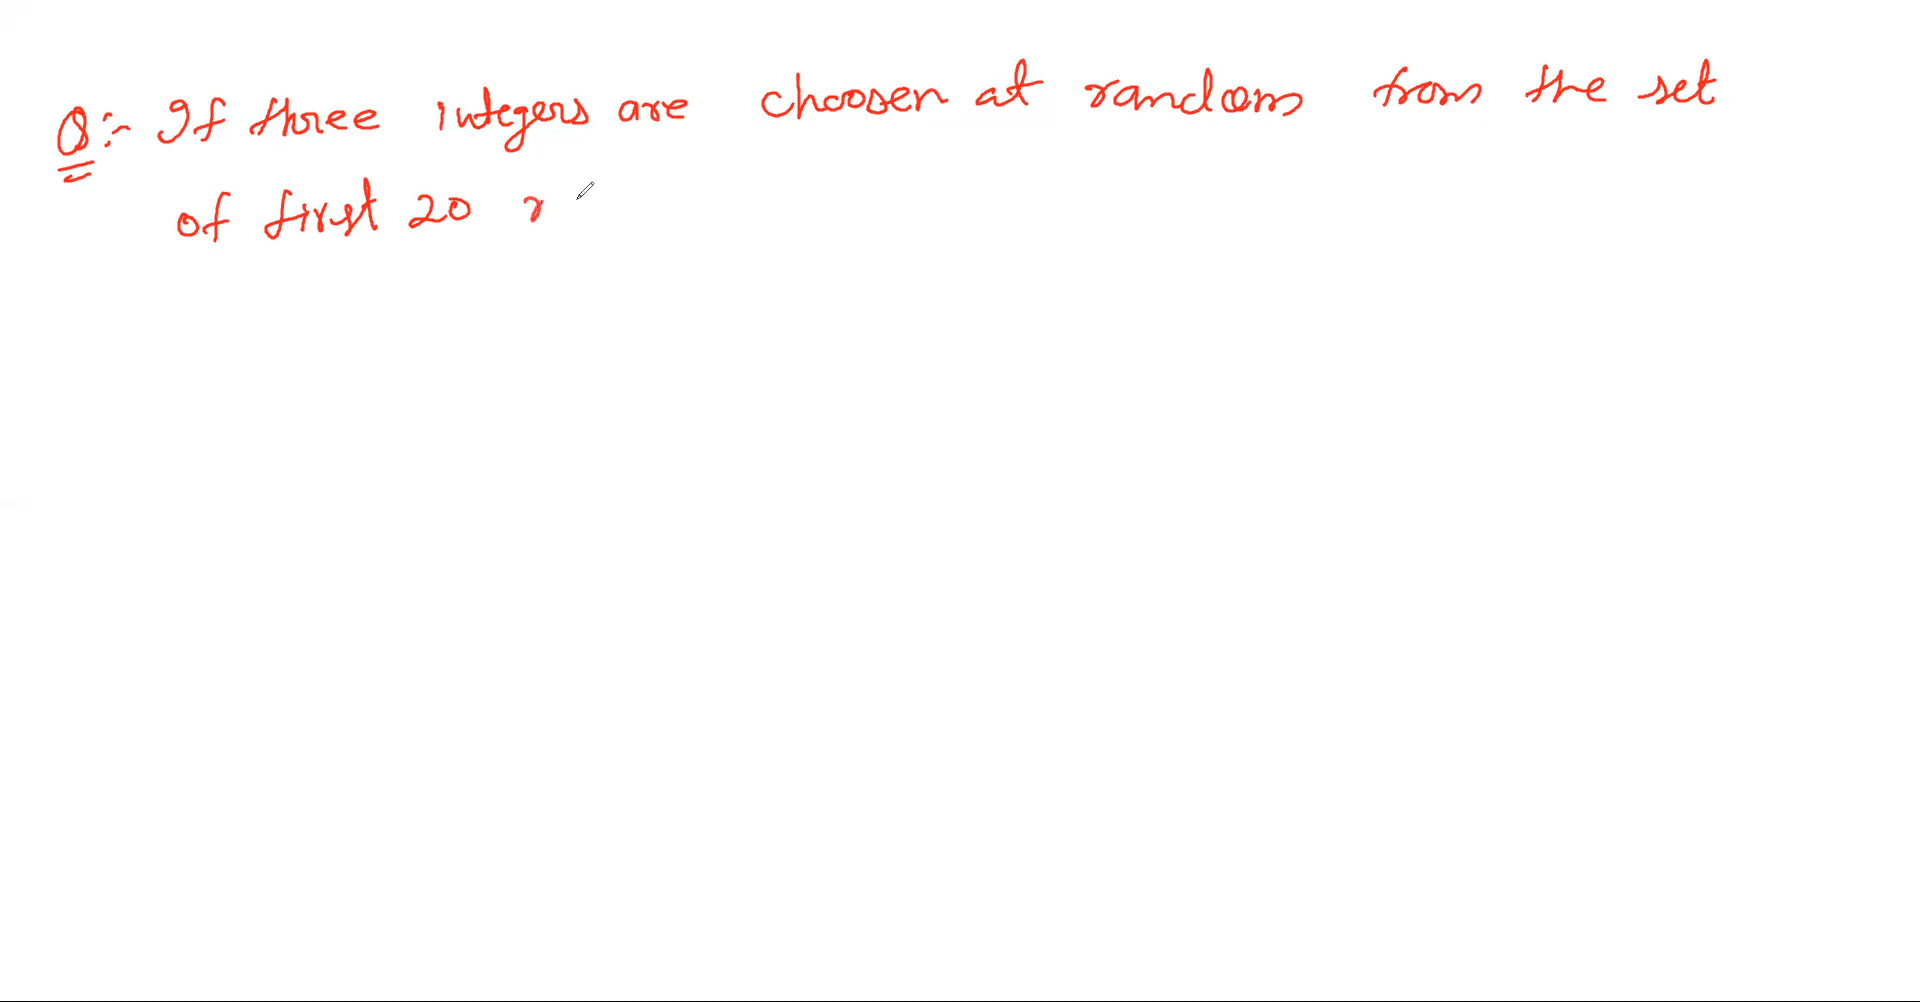 Q:- If three integers are choosen at random from the set
of first 20